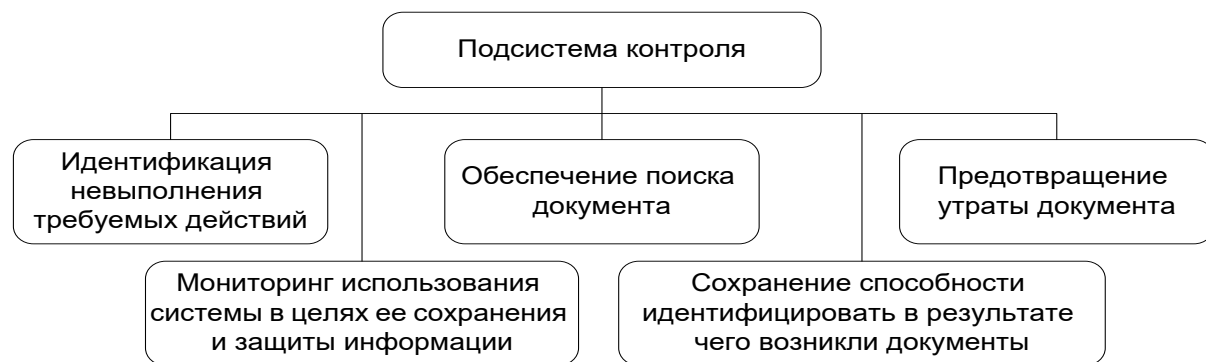 Подсистема контроля
Идентификация
невыполнения
требуемых действий
Обеспечение поиска
документа
Предотвращение
утраты документа
Мониторинг использования
системы в целях ее сохранения
и защиты информации
Сохранение способности
идентифицировать в результате
чего возникли документы